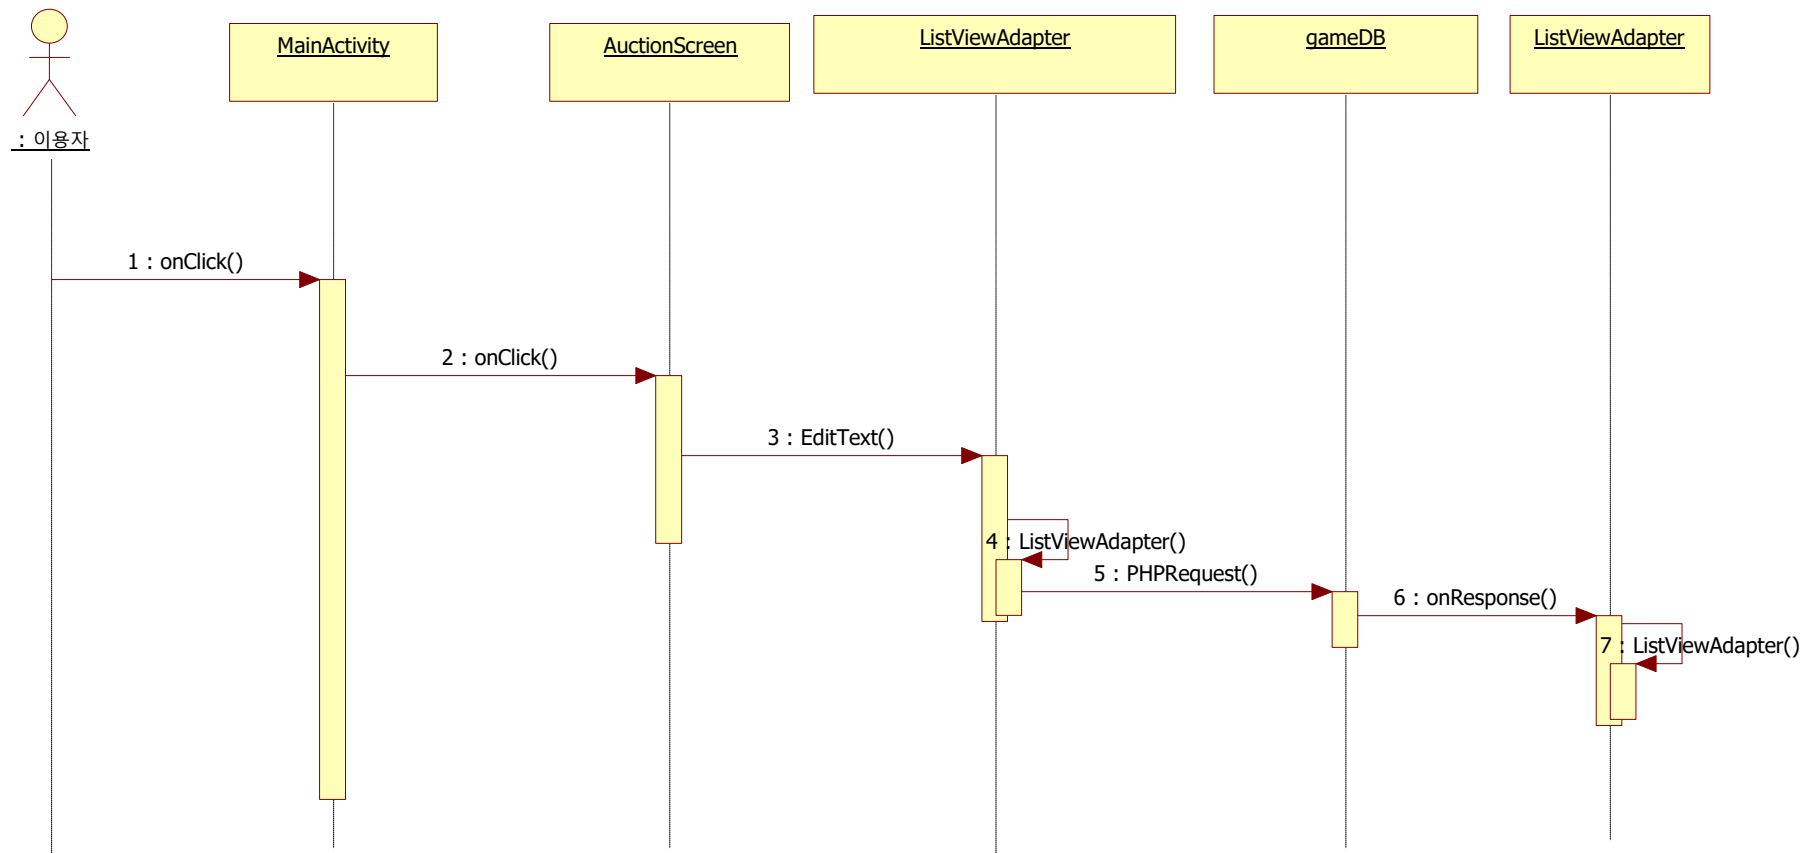 MainActivity
AuctionScreen
ListViewAdapter
gameDB
ListViewAdapter
: 이용자
1 : onClick()
2 : onClick()
3 : EditText()
4 : ListViewAdapter()
5 : PHPRequest()
6 : onResponse()
7 : ListViewAdapter()